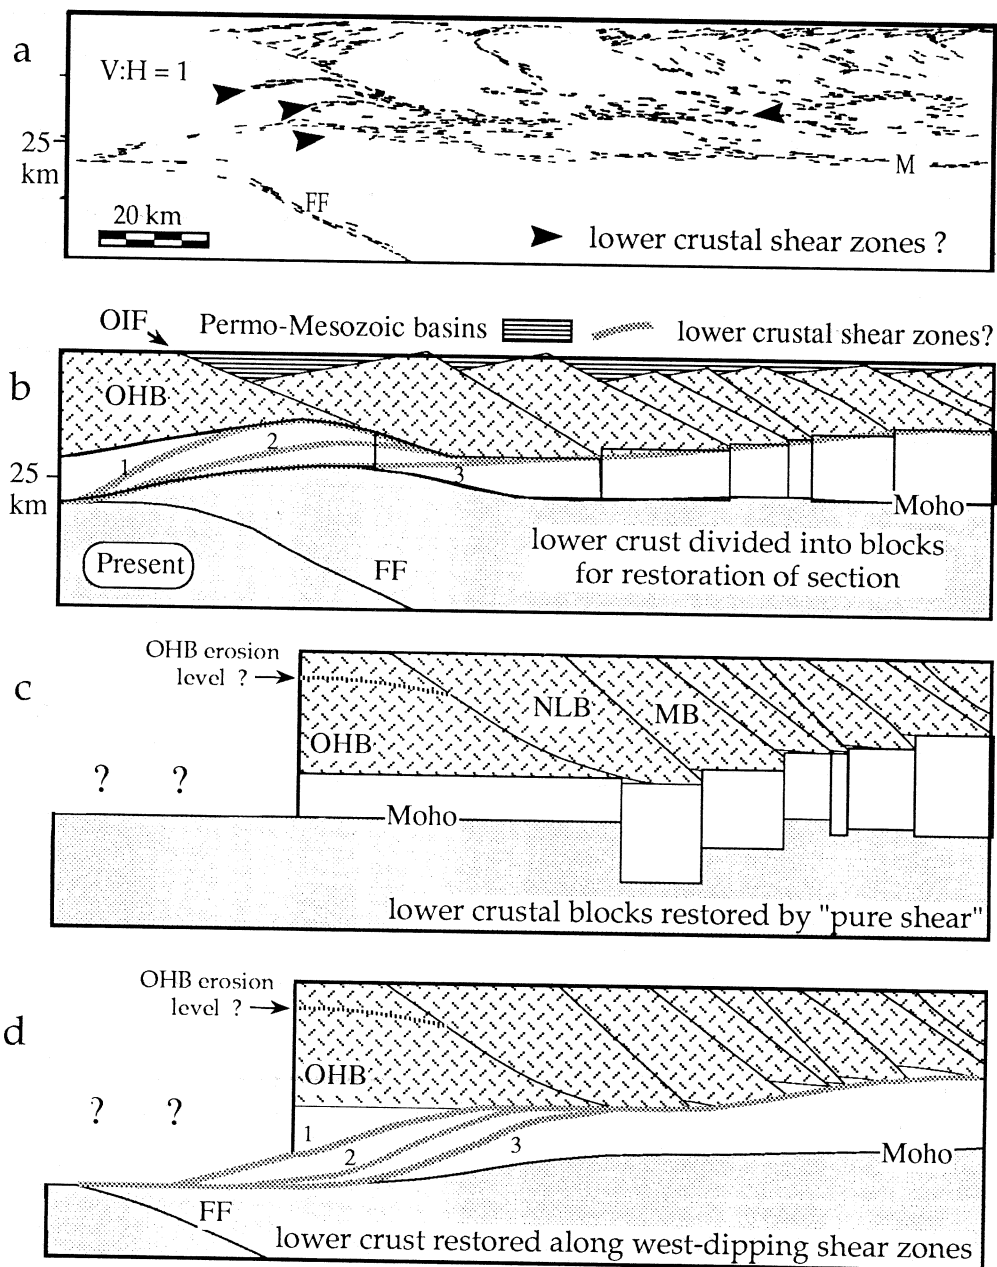 a
V:H = 1
25
km
M
FF
20 km
lower crustal shear zones ?
OIF
Permo-Mesozoic basins
lower crustal shear zones?
b
OHB
1
2
3
25
km
Moho
Present
FF
lower crust divided into blocks
for restoration of section
c
OHB erosion
level ?
NLB
MB
OHB
? ?
Moho
lower crustal blocks restored by "pure shear"
d
OHB erosion
level ?
OHB
? ?
1
2
3
Moho
FF
lower crust restored along west-dipping shear zones